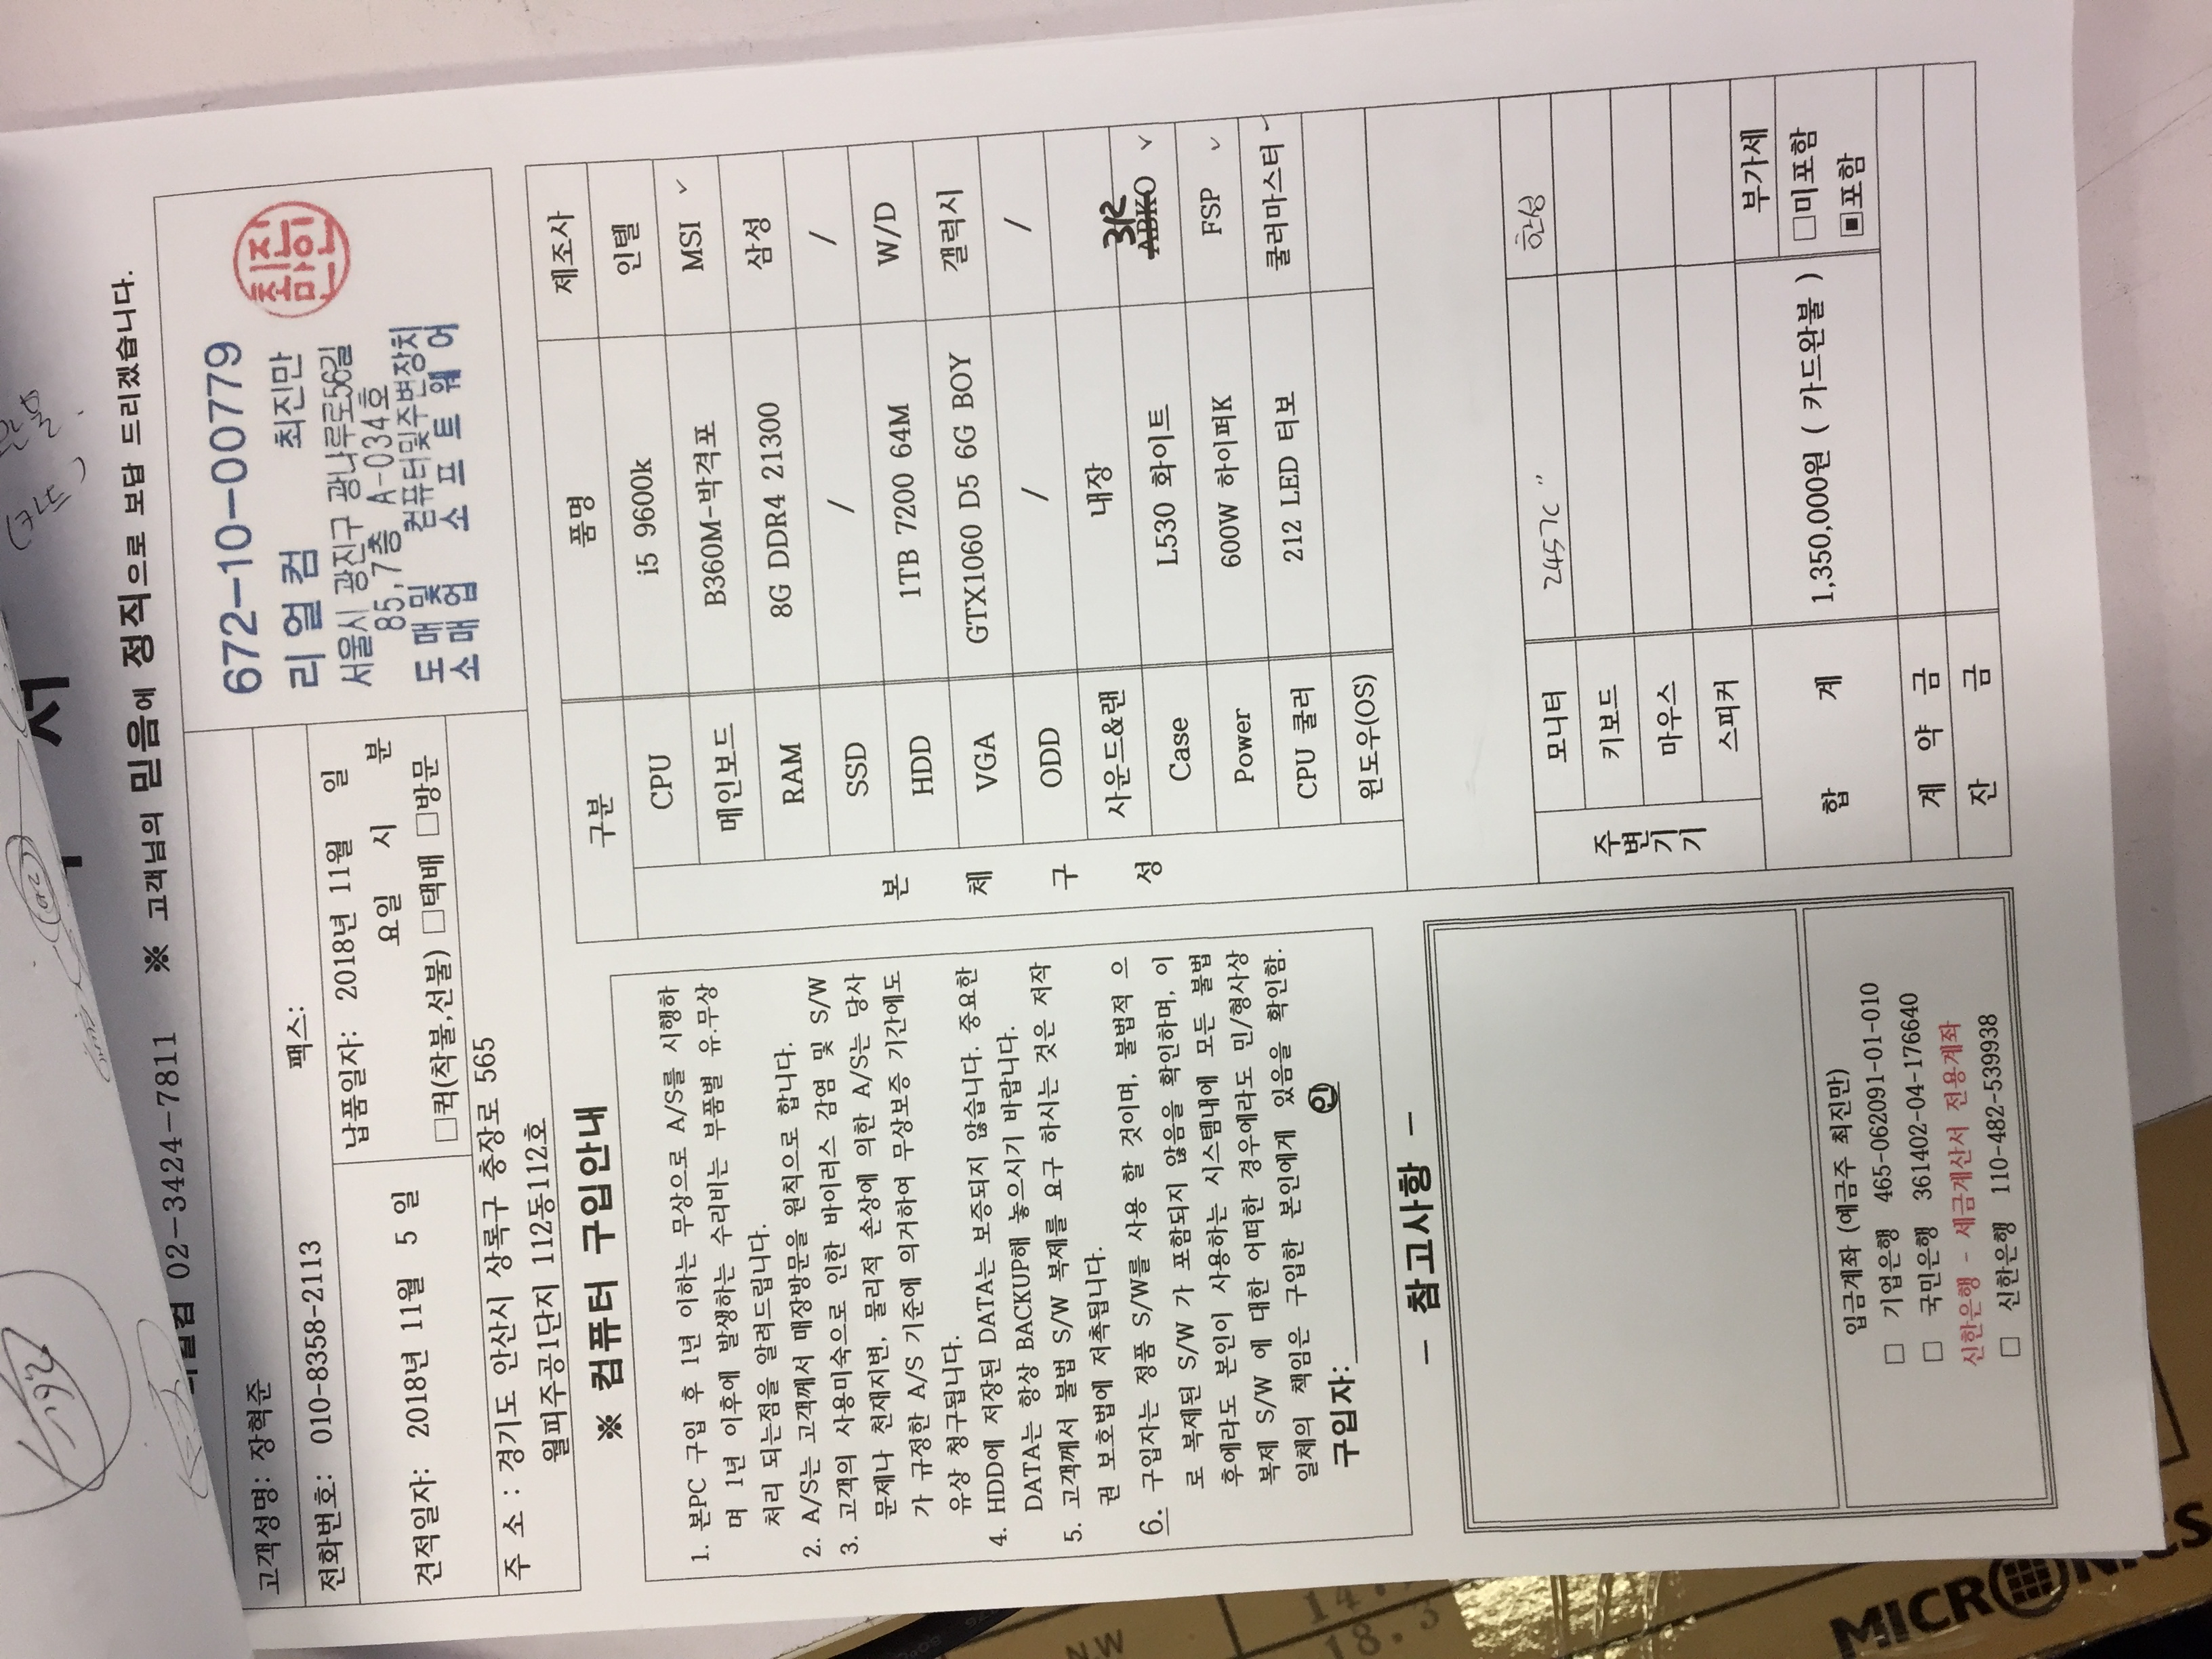 서
리얼컴 02-3424-7811 ※ 고객님의 믿음에 정직으로 보답 드리겠습니다.
고객성명: 장혁준
전화번호: 010-8358-2113 팩스:
견적일자: 2018년 11월 5 일
납품일자: 2018년 11월 일
요일 시 분
□퀵(착불,선불) □택배 □방문
주 소 : 경기도 안산시 상록구 충장로 565
월피주공1단지 112동112호
672-10-00779
리얼컴 최진만
서울시 광진구 광나루로56길
85,7층 A-034호
도매및 컴퓨터및주변장치
소매업 소프트웨어
최진만인
※ 컴퓨터 구입안내
1. 본PC 구입 후 1년 이하는 무상으로 A/S를 시행하
며 1년 이후에 발생하는 수리비는 부품별 유.무상
처리 되는점을 알려드립니다.
2. A/S는 고객께서 매장방문을 원칙으로 합니다.
3. 고객의 사용미숙으로 인한 바이러스 감염 및 S/W
문제나 천재지변, 물리적 손상에 의한 A/S는 당사
가 규정한 A/S 기준에 의거하여 무상보증 기간에도
유상 청구됩니다.
4. HDD에 저장된 DATA는 보증되지 않습니다. 중요한
DATA는 항상 BACKUP해 놓으시기 바랍니다.
5. 고객께서 불법 S/W 복제를 요구 하시는 것은 저작
권 보호법에 저촉됩니다.
6. 구입자는 정품 S/W를 사용 할 것이며, 불법적 으
로 복제된 S/W 가 포함되지 않음을 확인하며, 이
후에라도 본인이 사용하는 시스템내에 모든 불법
복제 S/W 에 대한 어떠한 경우에라도 민/형사상
일체의 책임은 구입한 본인에게 있음을 확인함.
구입자: 인
- 참고사항 -
입금계좌 (예금주 최진만)
□ 기업은행 465-062091-01-010
□ 국민은행 361402-04-176640
신한은행 - 세금계산서 전용계좌
□ 신한은행 110-482-539938
구분 품명 제조사
본체구성
CPU i5 9600k 인텔
메인보드 B360M-박격포 MSI ✓
RAM 8G DDR4 21300 삼성
SSD / /
HDD 1TB 7200 64M W/D
VGA GTX1060 D5 6G BOY 갤럭시
ODD / /
사운드&랜 내장
Case L530 화이트 ABKO 3R ✓
Power 600W 하이퍼K FSP ✓
CPU 쿨러 212 LED 터보 쿨러마스터 ✓
윈도우(OS)
주변기기
모니터 2457C " 한성
키보드
마우스
스피커
합 계 1,350,000원 ( 카드완불 ) 부가세
□미포함
▣포함
계 약 금
잔 금
MICRONICS
14.
18.3
NW